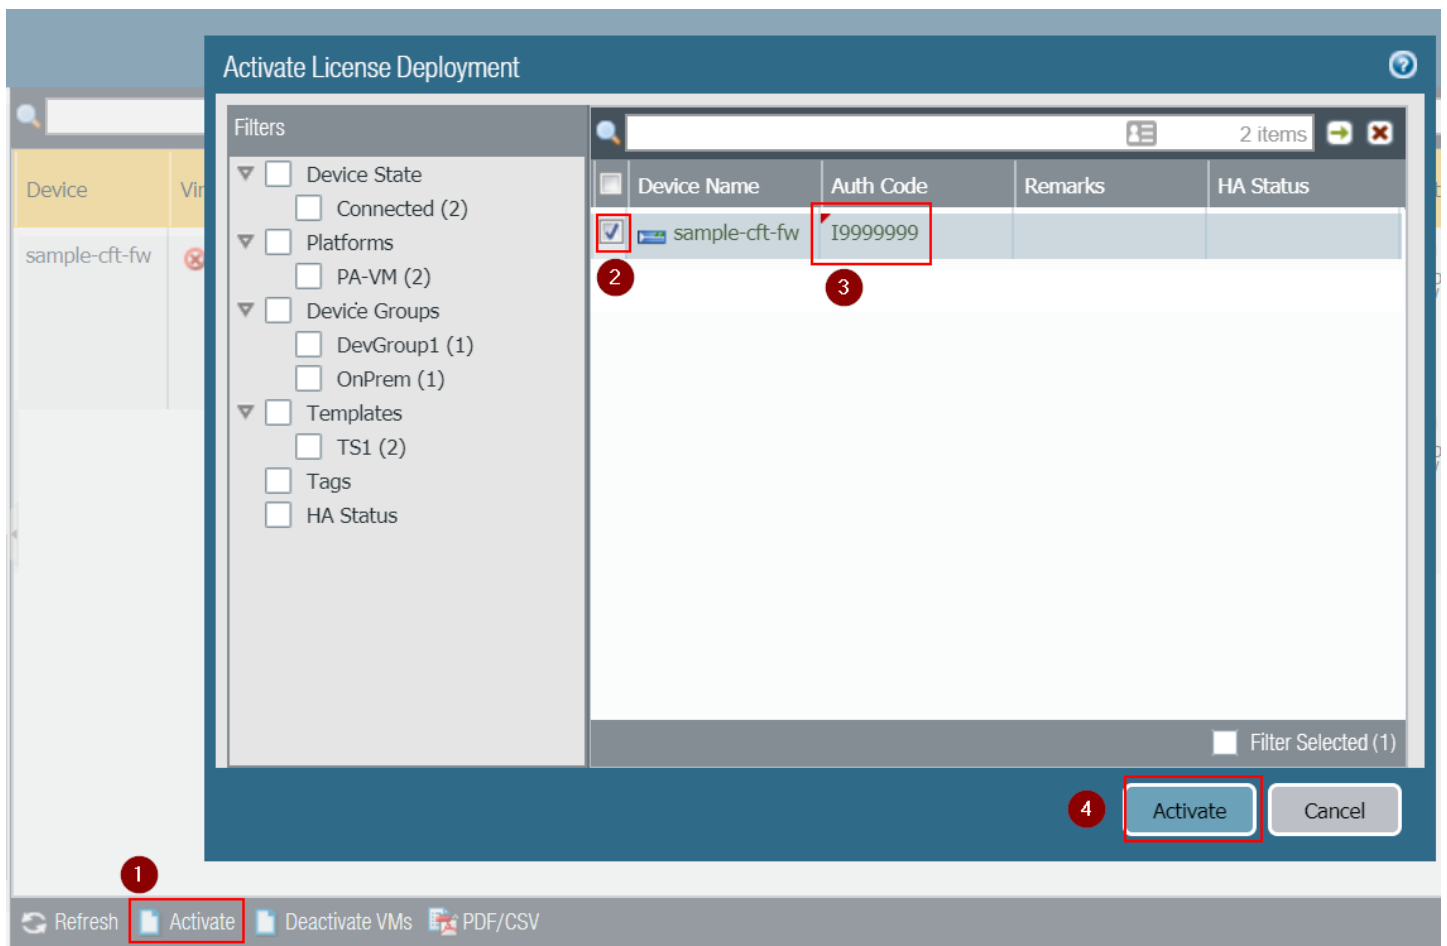 Activate License Deployment
Filters
2 items
Device
Vir
Device State
Connected (2)
Platforms
PA-VM (2)
Device Groups
DevGroup1 (1)
OnPrem (1)
Templates
TS1 (2)
Tags
HA Status
Device Name Auth Code Remarks HA Status
sample-cft-fw I9999999
sample-cft-fw
2
3
Filter Selected (1)
4 Activate Cancel
1
Refresh Activate Deactivate VMs PDF/CSV